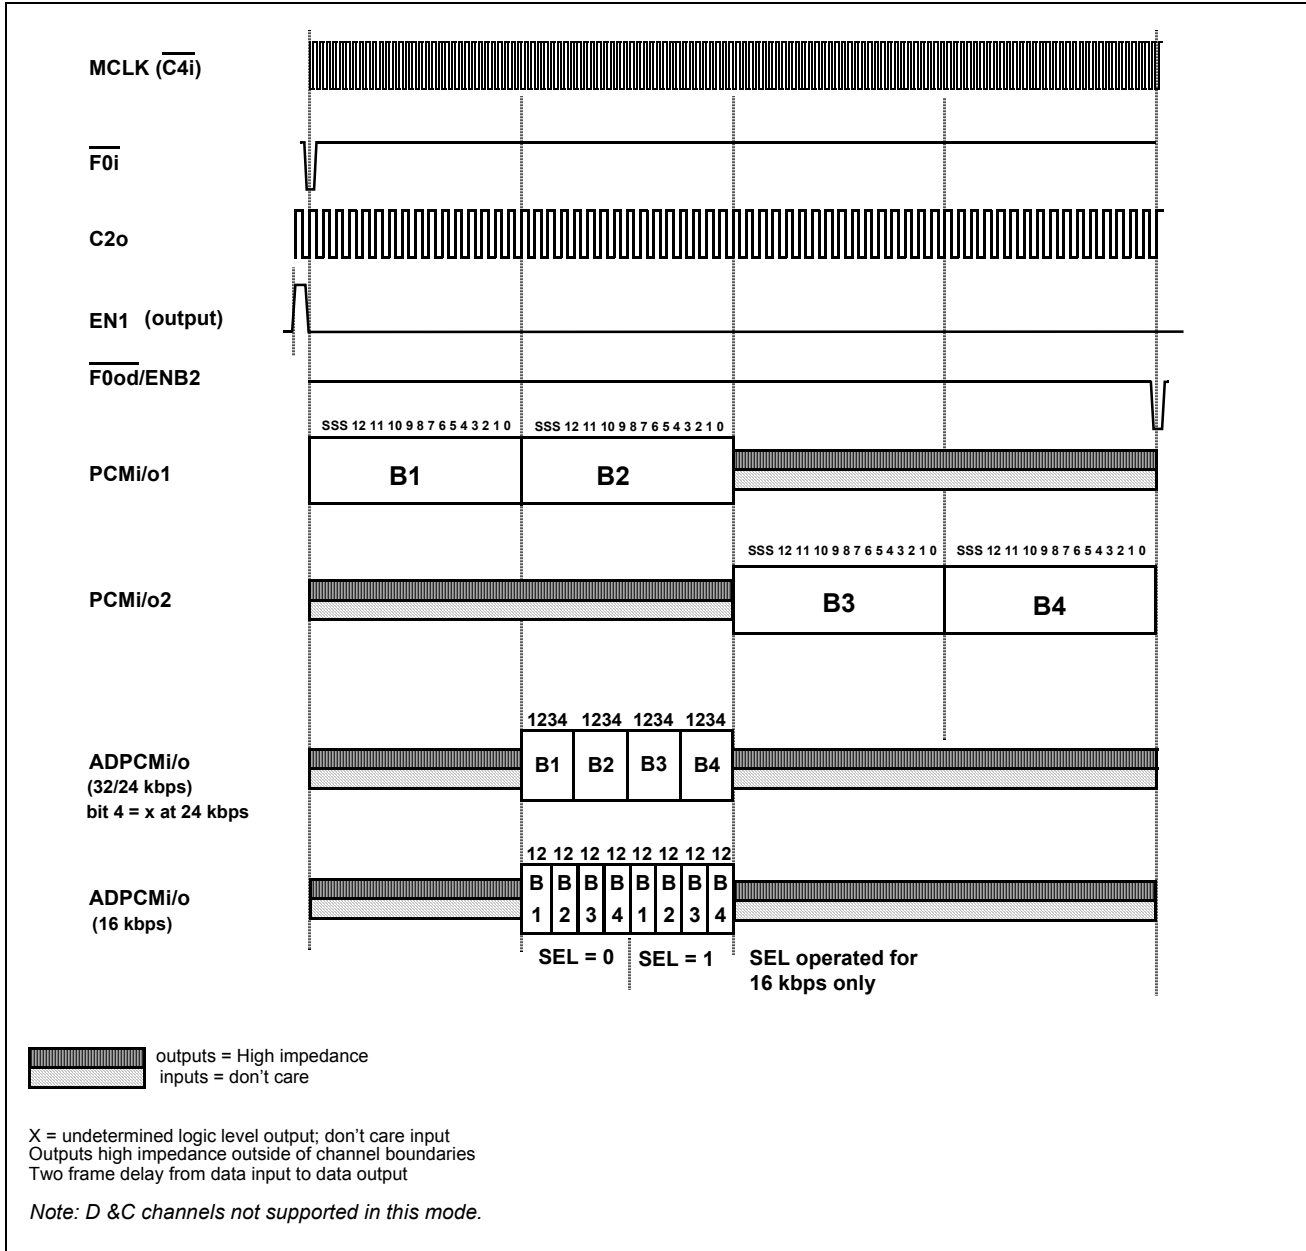 MCLK (C4i)
F0i
C2o
EN1 (output)
F0od/ENB2
SSS 12 11 10 9 8 7 6 5 4 3 2 1 0 SSS 12 11 10 9 8 7 6 5 4 3 2 1 0
PCMi/o1 B1 B2
SSS 12 11 10 9 8 7 6 5 4 3 2 1 0 SSS 12 11 10 9 8 7 6 5 4 3 2 1 0
PCMi/o2 B3 B4
1234 1234 1234 1234
ADPCMi/o B1 B2 B3 B4
(32/24 kbps)
bit 4 = x at 24 kbps
12 12 12 12 12 12 12 12
B B B B B B B B
ADPCMi/o
1 2 3 4 1 2 3 4
(16 kbps)
SEL = 0 SEL = 1 SEL operated for
16 kbps only
outputs = High impedance
inputs = don't care
X = undetermined logic level output; don't care input
Outputs high impedance outside of channel boundaries
Two frame delay from data input to data output
Note: D &C channels not supported in this mode.